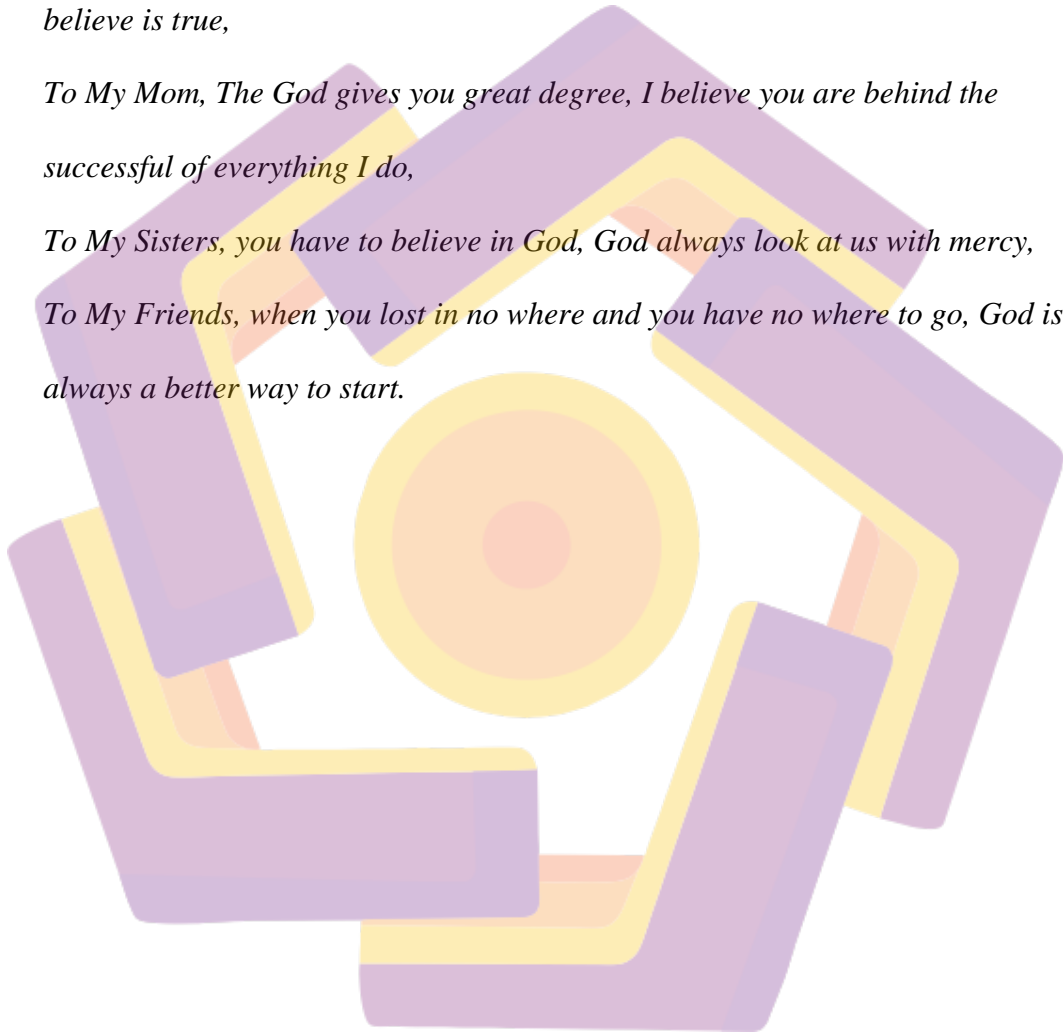 believe is true,
To My Mom, The God gives you great degree, I believe you are behind the
successful of everything I do,
To My Sisters, you have to believe in God, God always look at us with mercy,
To My Friends, when you lost in no where and you have no where to go, God is
always a better way to start.